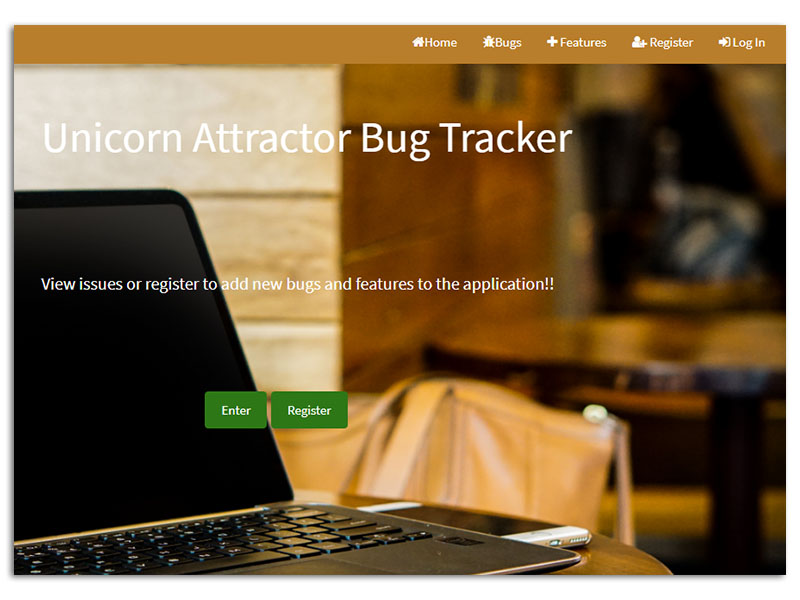 Home Bugs Features Register Log In
Unicorn Attractor Bug Tracker
View issues or register to add new bugs and features to the application!!
Enter Register